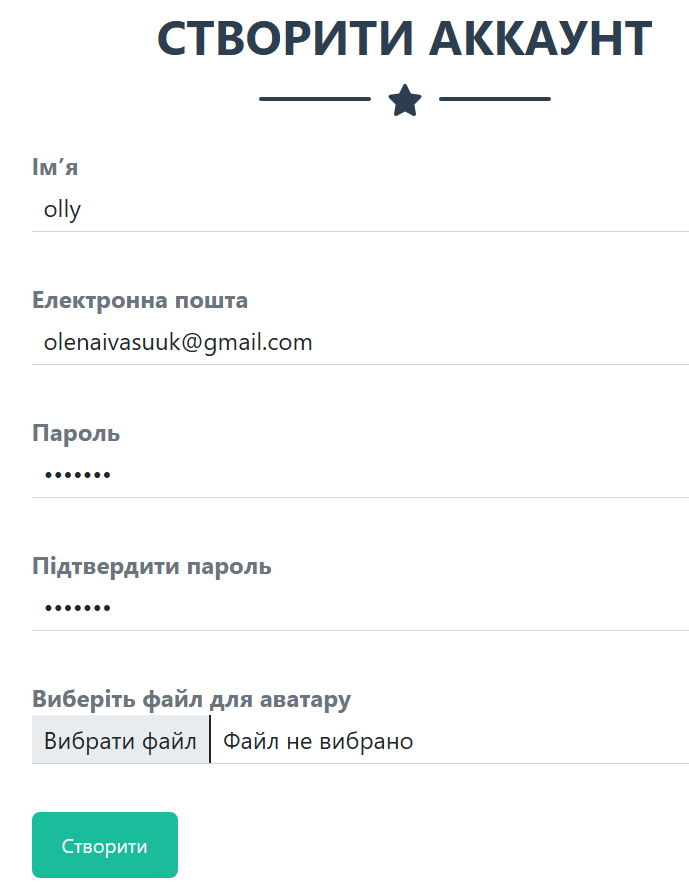 СТВОРИТИ АККАУНТ
Ім’я
olly
Електронна пошта
olenaivasuuk@gmail.com
Пароль
•••••••
Підтвердити пароль
•••••••
Виберіть файл для аватару
Вибрати файл Файл не вибрано
Створити